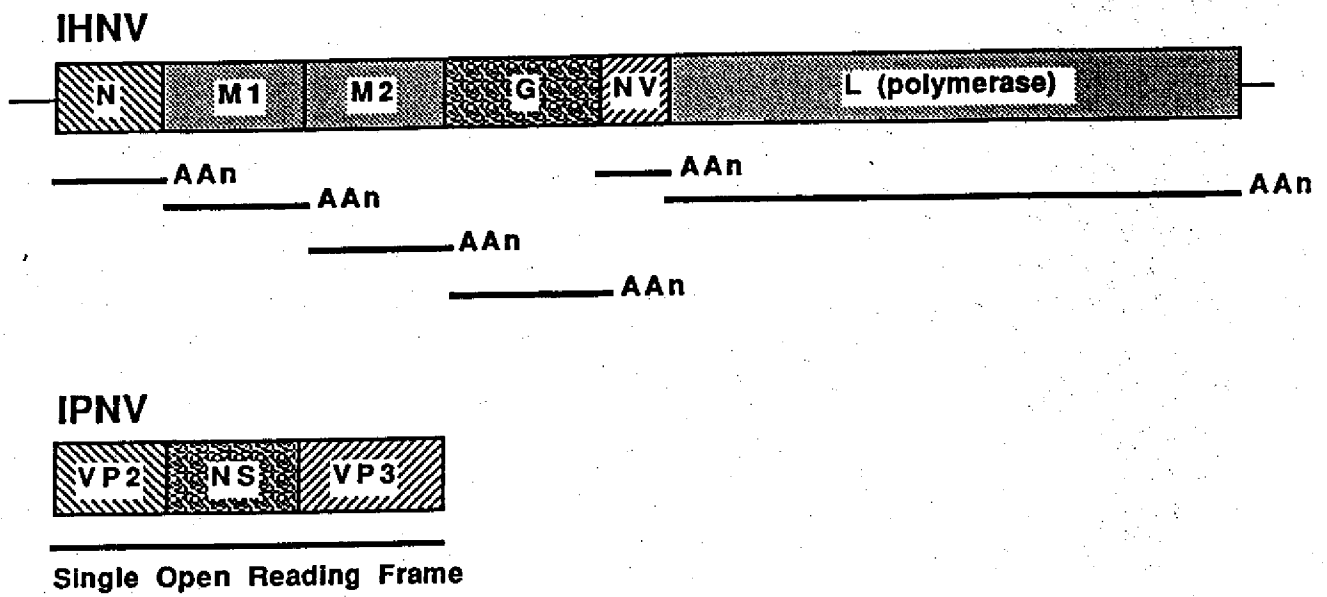 IHNV
N M1 M2 G NV L (polymerase)
AAn AAn
AAn AAn
AAn
AAn
IPNV
VP2 NS VP3
Single Open Reading Frame